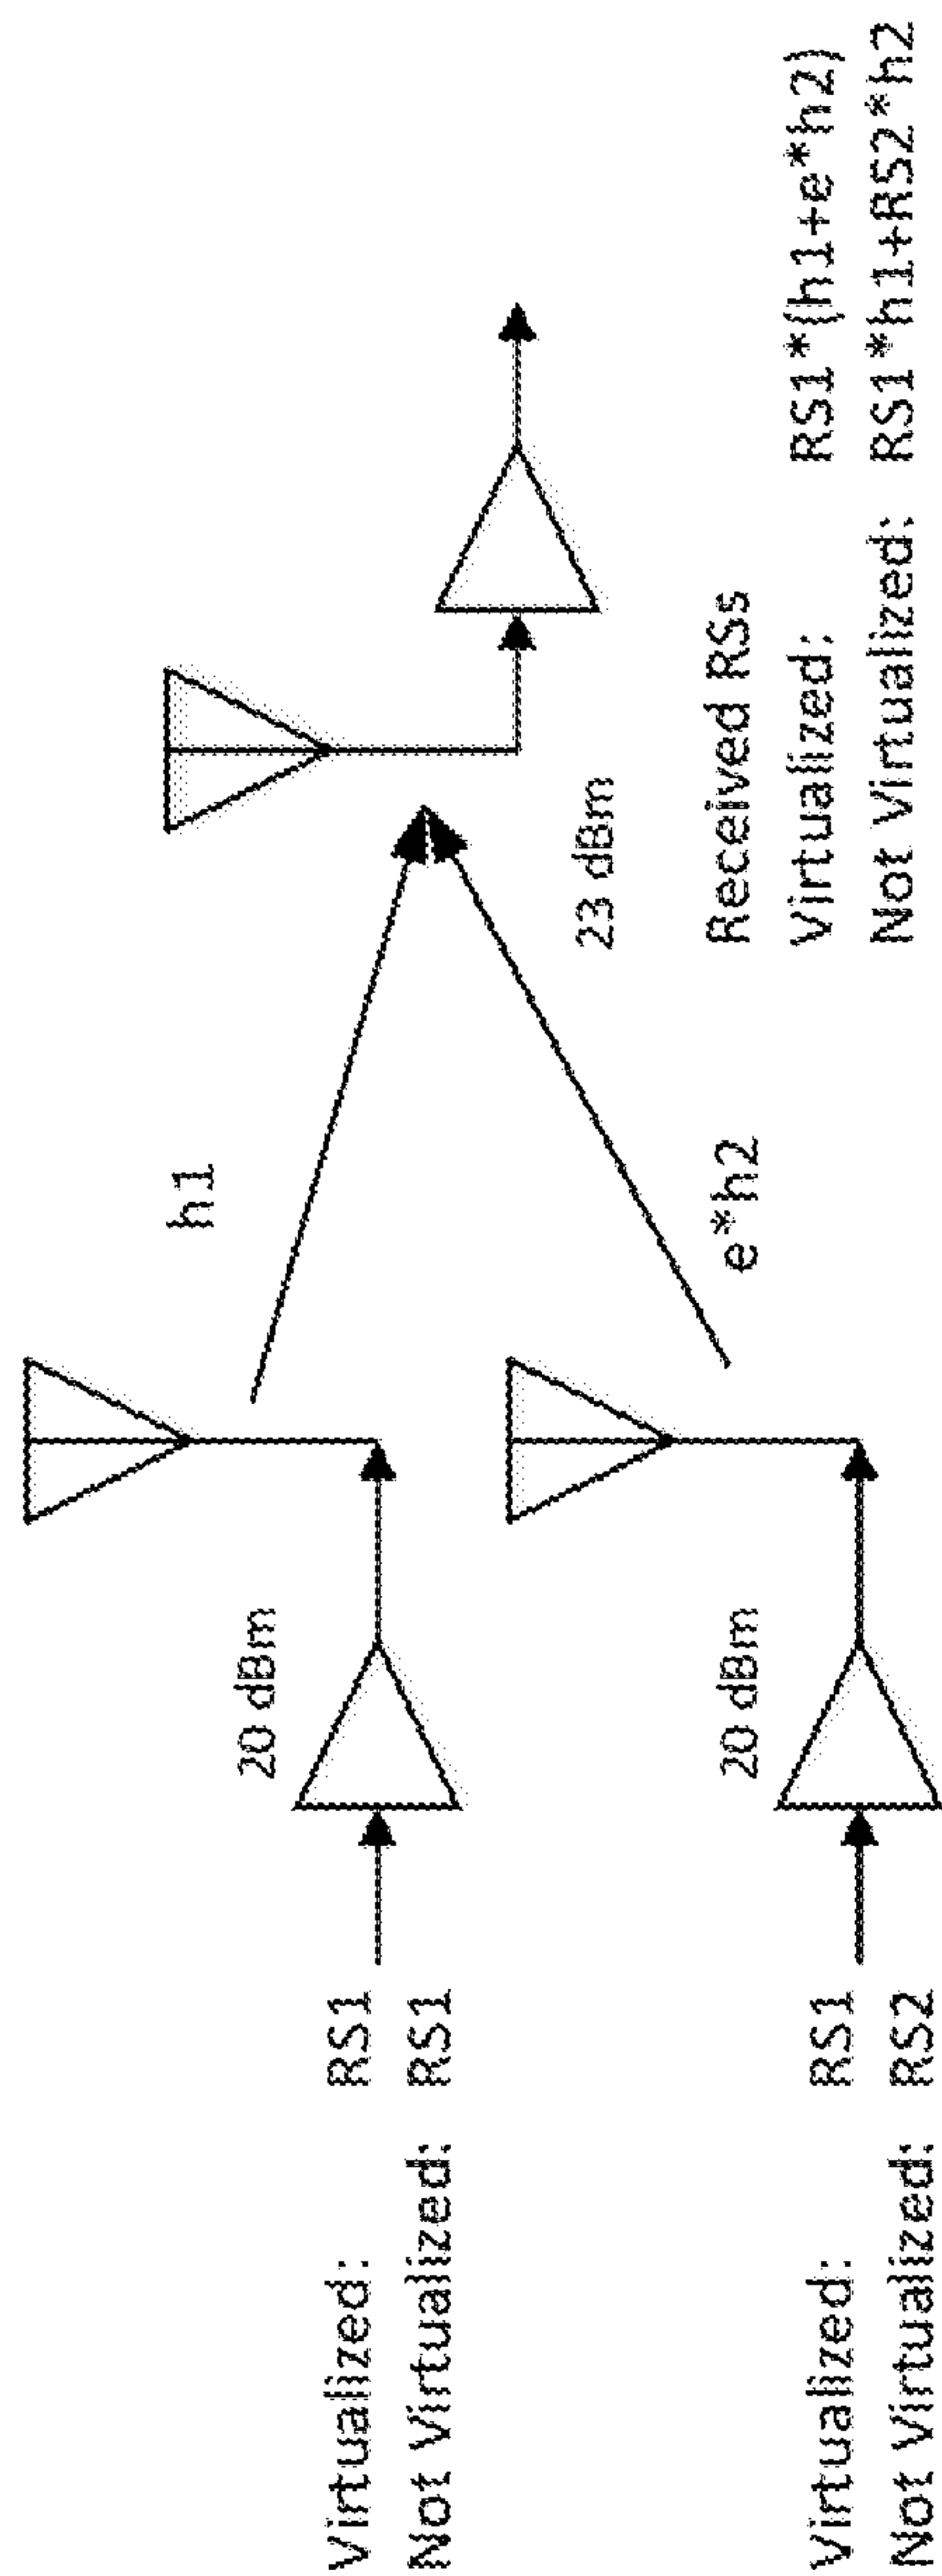 h1
20 dBm
Virtualized: RS1
Not Virtualized: RS1
e*h2
20 dBm
Virtualized: RS1
Not Virtualized: RS2
23 dBm
Received RSs
Virtualized: RS1*(h1+e*h2)
Not Virtualized: RS1*h1+RS2*h2